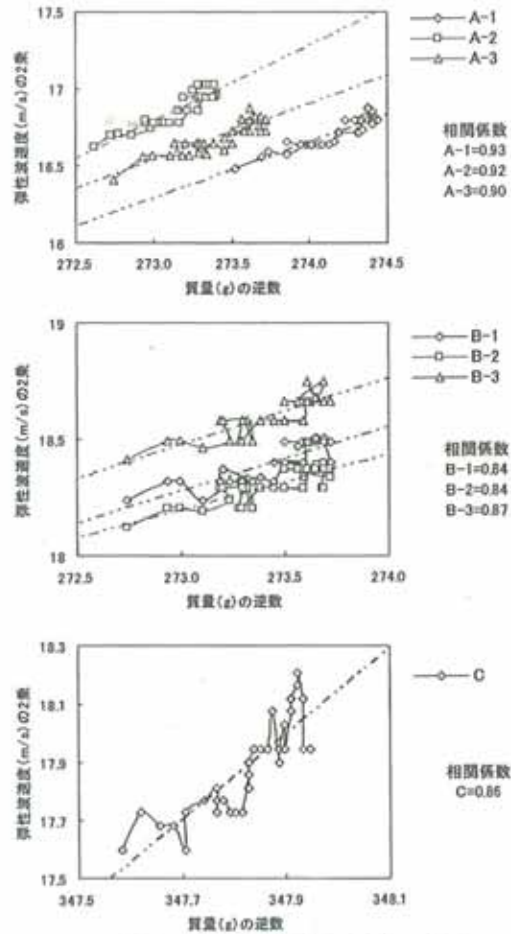 弾性波速度(m/s)の2乗
17.5
17
16.5
16
272.5 273.0 273.5 274.0 274.5
質量(g)の逆数
A-1
A-2
A-3
相関係数
A-1=0.93
A-2=0.92
A-3=0.90
弾性波速度(m/s)の2乗
19
18.5
18
272.5 273.0 273.5 274.0
質量(g)の逆数
B-1
B-2
B-3
相関係数
B-1=0.84
B-2=0.84
B-3=0.87
弾性波速度(m/s)の2乗
18.3
18.1
17.9
17.7
17.5
347.5 347.7 347.9 348.1
質量(g)の逆数
C
相関係数
C=0.86